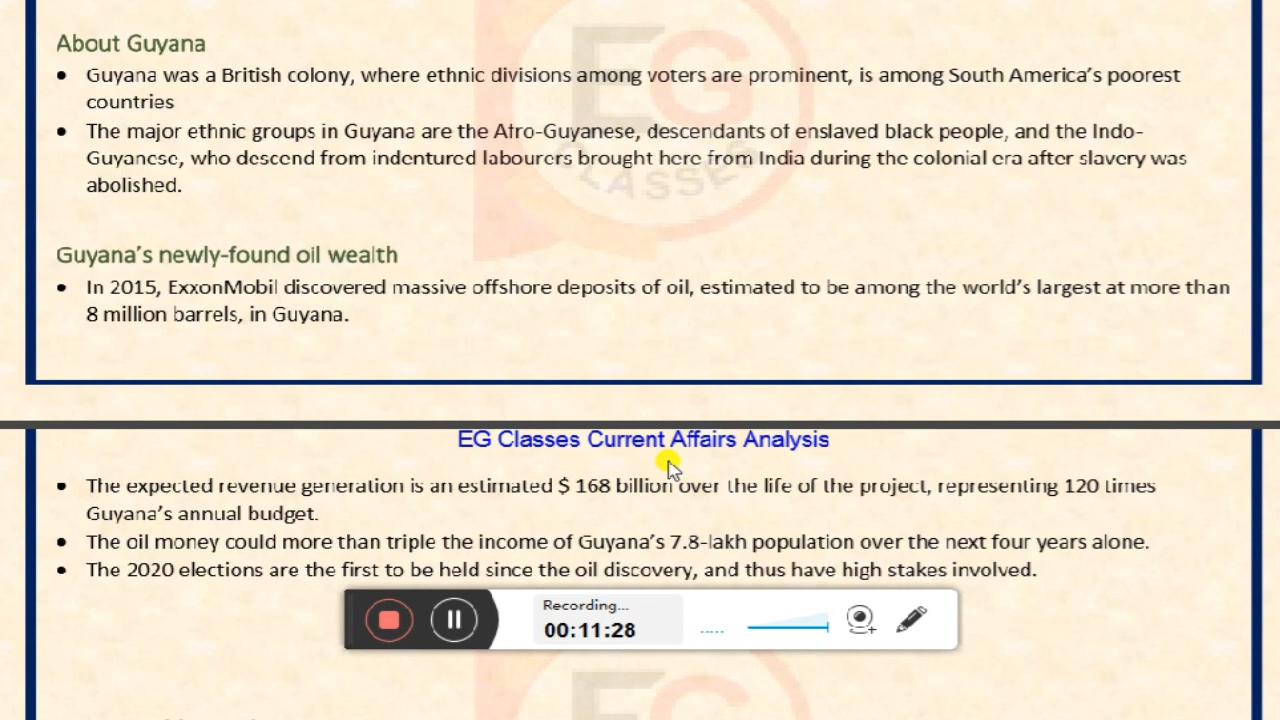 EG
CLASSES
About Guyana
• Guyana was a British colony, where ethnic divisions among voters are prominent, is among South America's poorest
countries
• The major ethnic groups in Guyana are the Afro-Guyanese, descendants of enslaved black people, and the Indo-
Guyanese, who descend from indentured labourers brought here from India during the colonial era after slavery was
abolished.
Guyana's newly-found oil wealth
• In 2015, ExxonMobil discovered massive offshore deposits of oil, estimated to be among the world's largest at more than
8 million barrels, in Guyana.
EG Classes Current Affairs Analysis
• The expected revenue generation is an estimated $ 168 billion over the life of the project, representing 120 times
Guyana's annual budget.
• The oil money could more than triple the income of Guyana's 7.8-lakh population over the next four years alone.
• The 2020 elections are the first to be held since the oil discovery, and thus have high stakes involved.
Recording...
00:11:28
EG